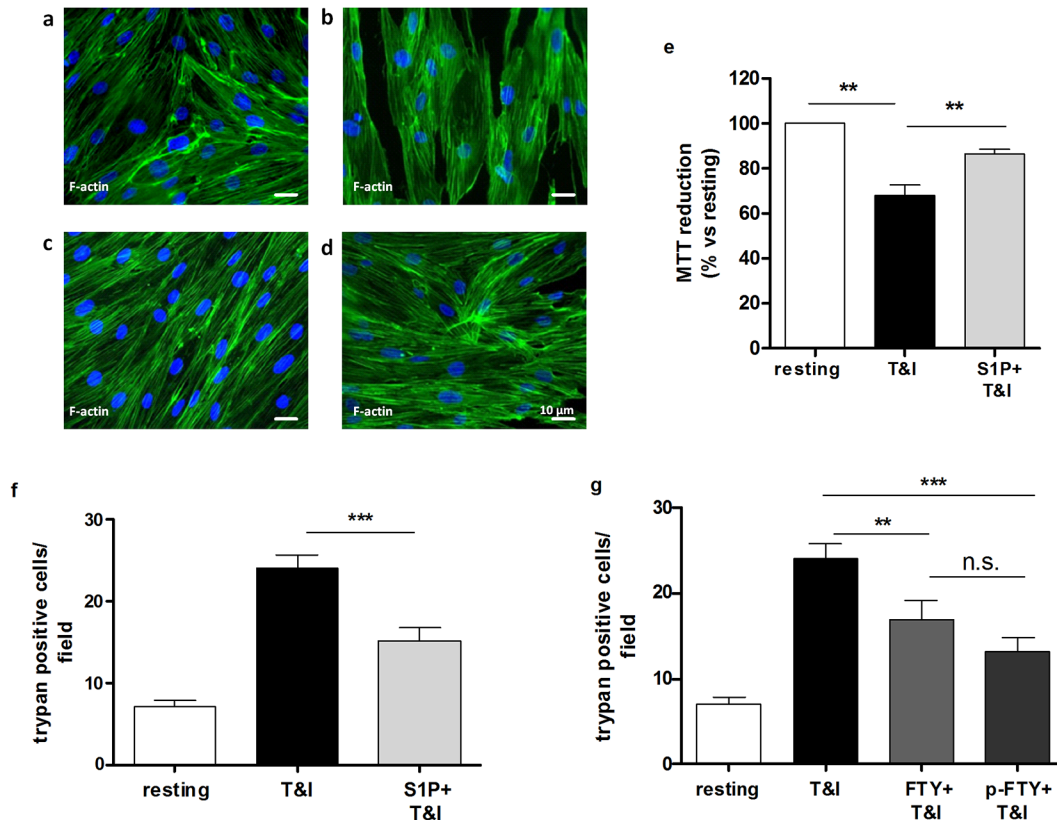 a
b
F-actin
F-actin
c
d
F-actin
F-actin
10 µm
e
MTT reduction
(% vs resting)
120
100
80
60
40
20
0
**
**
resting
T&I
S1P+
T&I
f
trypan positive cells/
field
30
20
10
0
***
resting
T&I
S1P+
T&I
g
trypan positive cells/
field
30
20
10
0
***
**
n.s.
resting
T&I
FTY+
T&I
p-FTY+
T&I